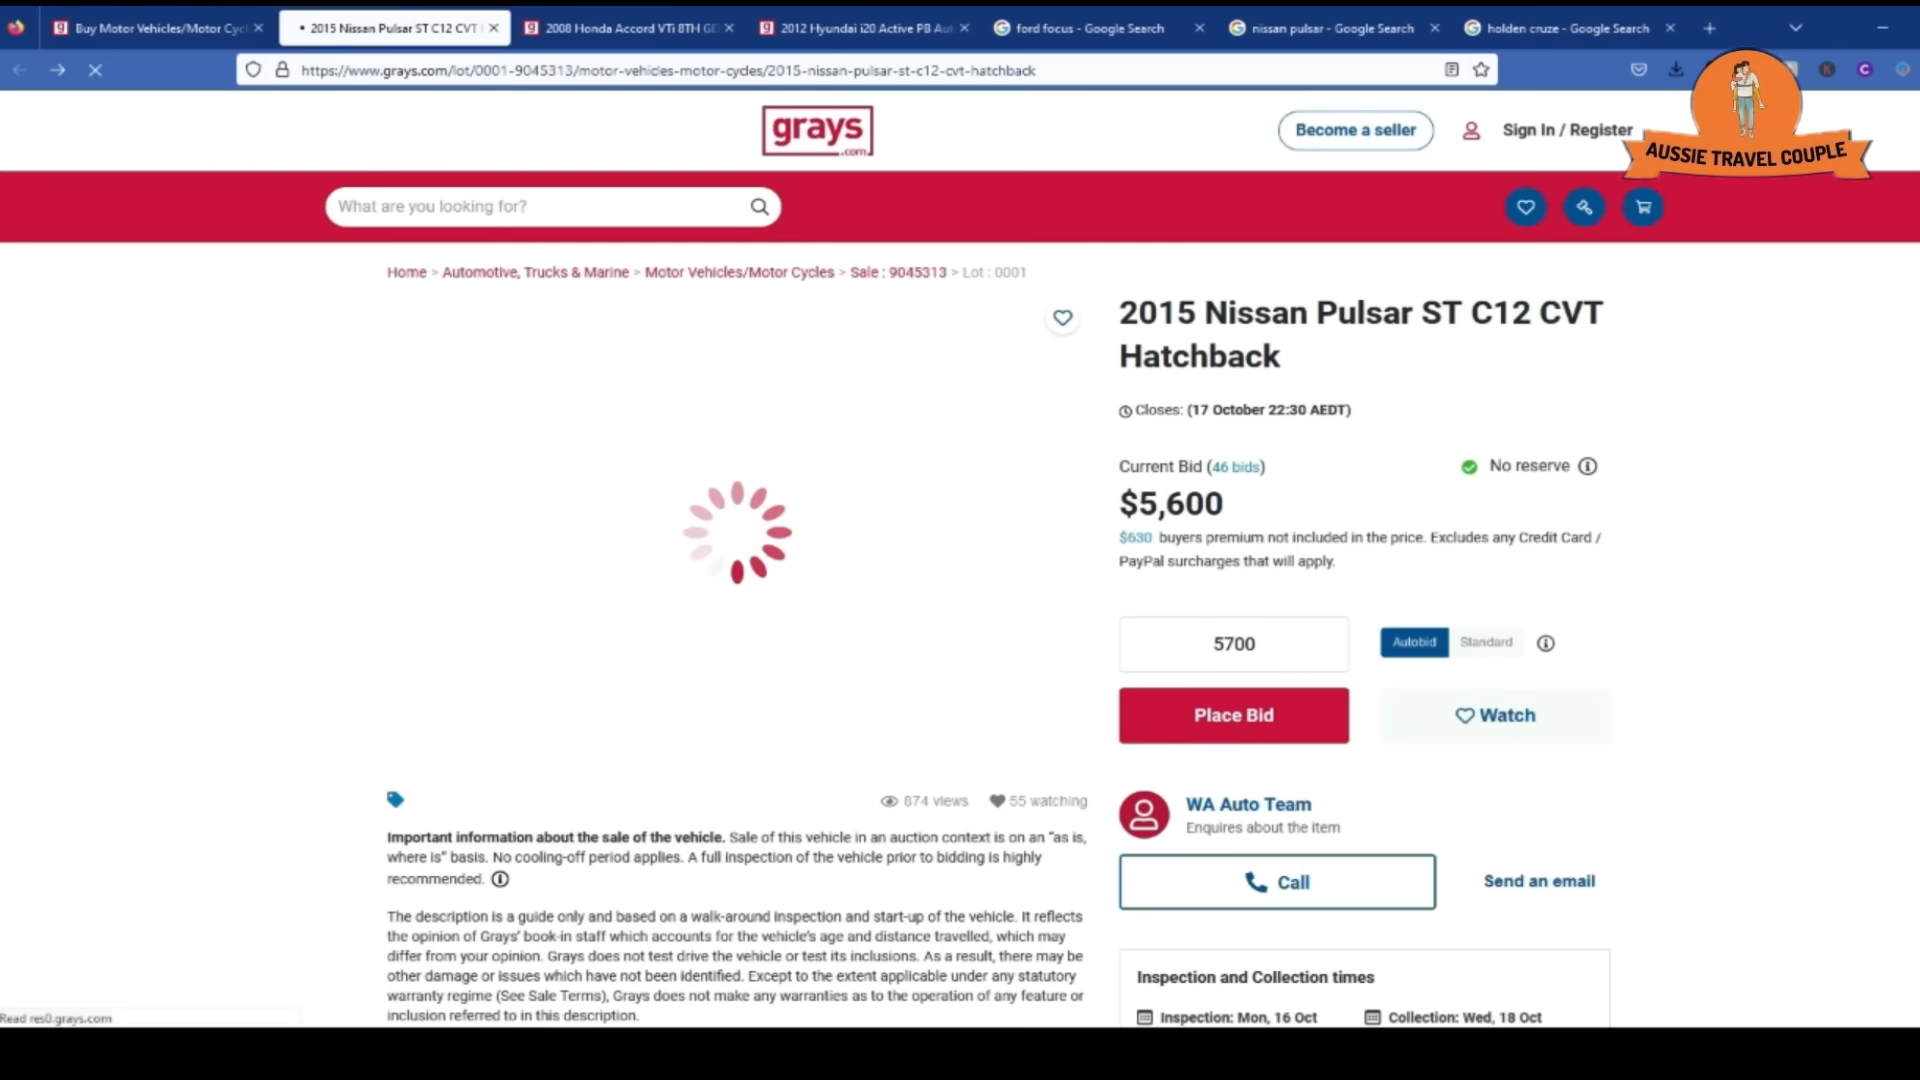 Buy Motor Vehicles/Motor Cyc
2015 Nissan Pulsar ST C12 CVT
2008 Honda Accord VTi 8TH GE
2012 Hyundai i20 Active PB Aut
ford focus - Google Search
nissan pulsar - Google Search
holden cruze - Google Search
https://www.grays.com/lot/0001-9045313/motor-vehicles-motor-cycles/2015-nissan-pulsar-st-c12-cvt-hatchback
grays
.com
Become a seller
Sign In / Register
AUSSIE TRAVEL COUPLE
What are you looking for?
Home > Automotive, Trucks & Marine > Motor Vehicles/Motor Cycles > Sale : 9045313 > Lot : 0001
2015 Nissan Pulsar ST C12 CVT
Hatchback
Closes: (17 October 22:30 AEDT)
Current Bid (46 bids)
No reserve
$5,600
$630 buyers premium not included in the price. Excludes any Credit Card /
PayPal surcharges that will apply.
5700
Autobid
Standard
Place Bid
Watch
874 views
55 watching
Important information about the sale of the vehicle. Sale of this vehicle in an auction context is on an "as is,
where is" basis. No cooling-off period applies. A full inspection of the vehicle prior to bidding is highly
recommended.
The description is a guide only and based on a walk-around inspection and start-up of the vehicle. It reflects
the opinion of Grays' book-in staff which accounts for the vehicle's age and distance travelled, which may
differ from your opinion. Grays does not test drive the vehicle or test its inclusions. As a result, there may be
other damage or issues which have not been identified. Except to the extent applicable under any statutory
warranty regime (See Sale Terms), Grays does not make any warranties as to the operation of any feature or
inclusion referred to in this description.
WA Auto Team
Enquires about the item
Call
Send an email
Inspection and Collection times
Inspection: Mon, 16 Oct
Collection: Wed, 18 Oct
Read res0.grays.com